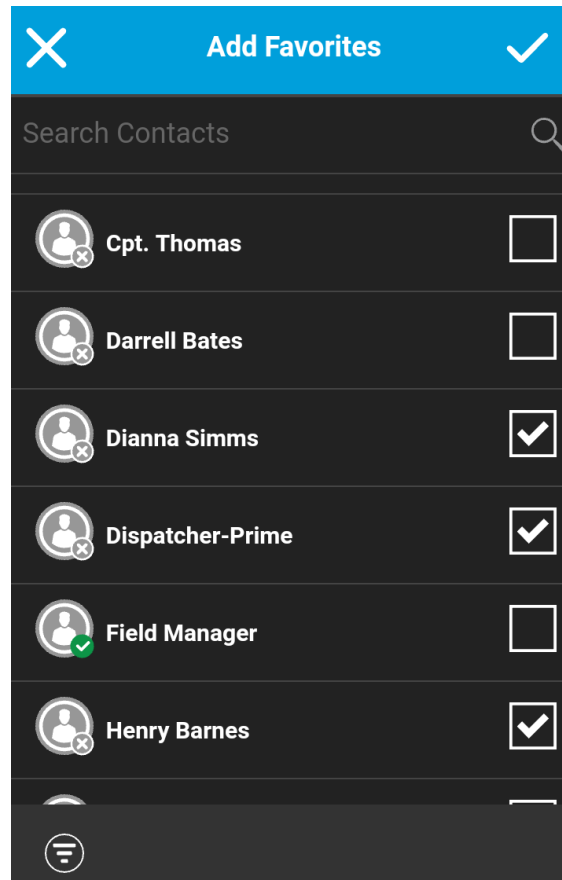 Add Favorites
Search Contacts
Cpt. Thomas
Darrell Bates
Dianna Simms
Dispatcher-Prime
Field Manager
Henry Barnes